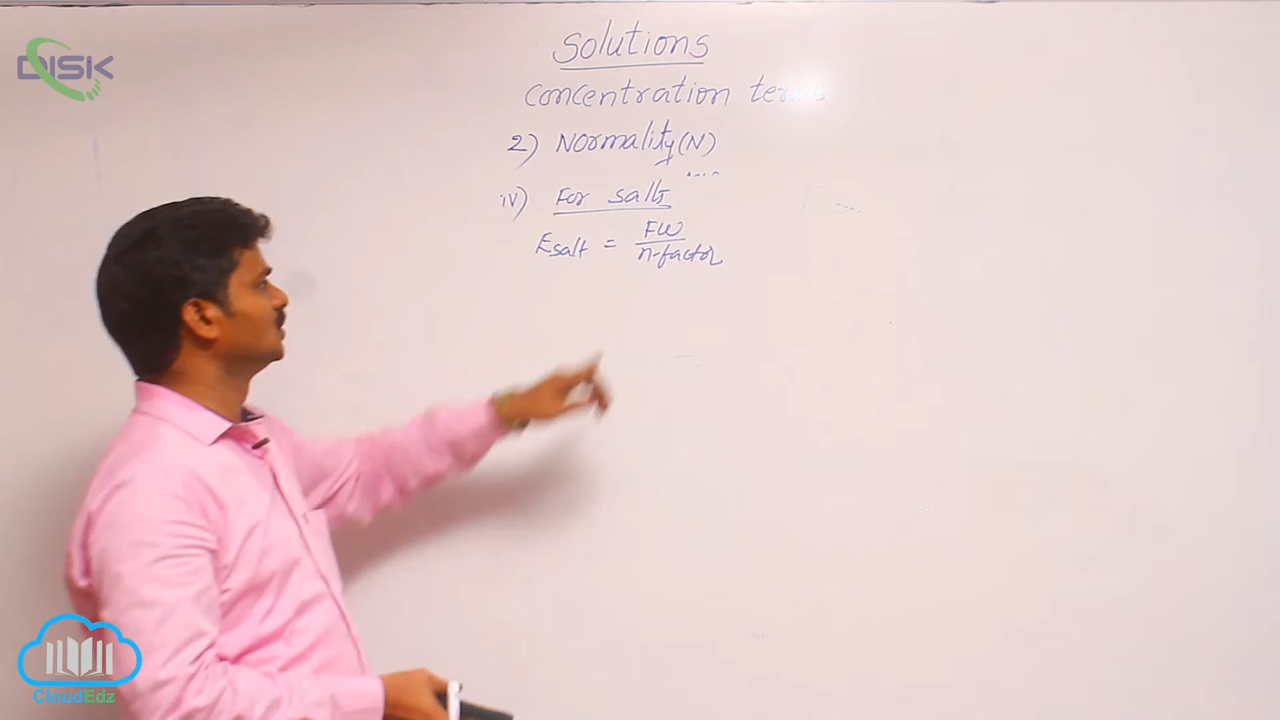 DISK
Solutions
Concentration terms
2) Normality (N)
iv) For salts
Esalt = FW / n-factor
CloudEdz